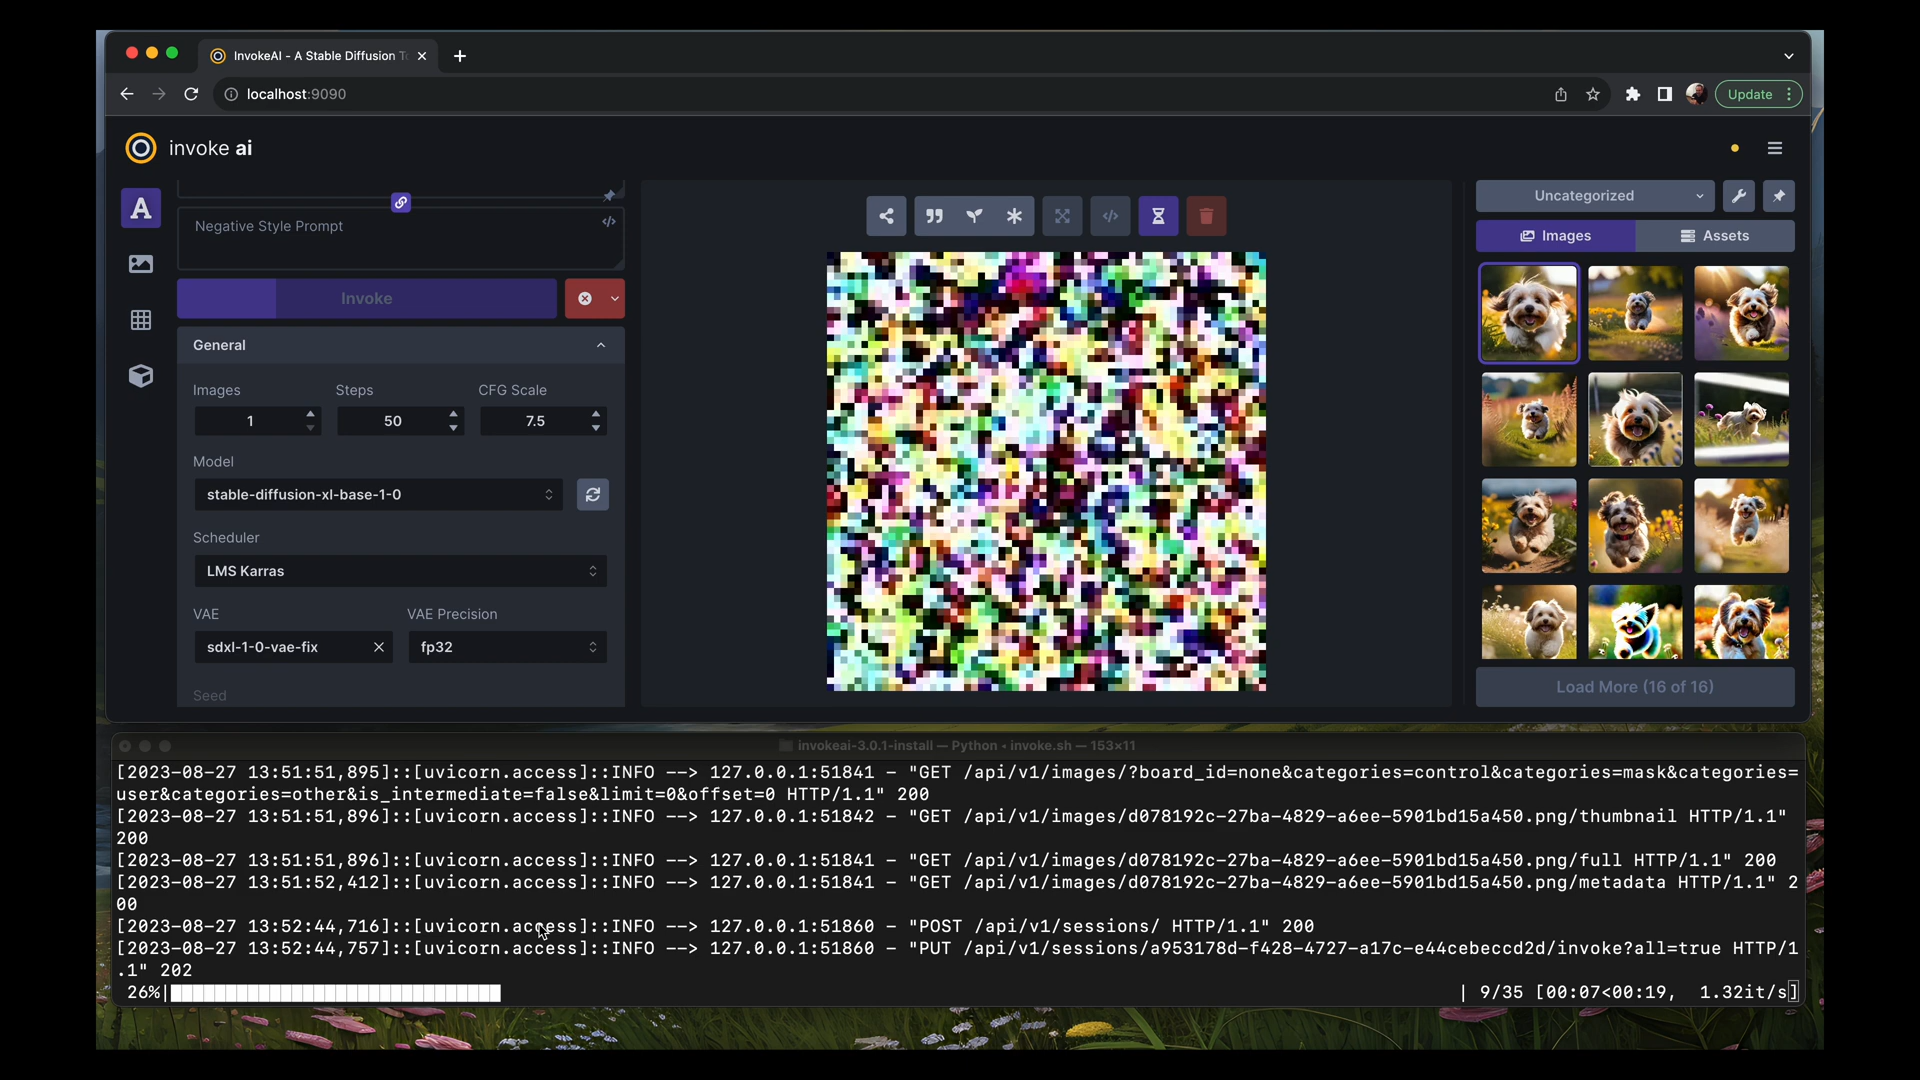 InvokeAI - A Stable Diffusion T
localhost:9090
Update
invoke ai
Negative Style Prompt
Invoke
General
Images
Steps
CFG Scale
1
50
7.5
Model
stable-diffusion-xl-base-1-0
Scheduler
LMS Karras
VAE
VAE Precision
sdxl-1-0-vae-fix
fp32
Seed
Uncategorized
Images
Assets
Load More (16 of 16)
invokeai-3.0.1-install — Python • invoke.sh — 153×11
[2023-08-27 13:51:51,895]::[uvicorn.access]::INFO --> 127.0.0.1:51841 - "GET /api/v1/images/?board_id=none&categories=control&categories=mask&categories=
user&categories=other&is_intermediate=false&limit=0&offset=0 HTTP/1.1" 200
[2023-08-27 13:51:51,896]::[uvicorn.access]::INFO --> 127.0.0.1:51842 - "GET /api/v1/images/d078192c-27ba-4829-a6ee-5901bd15a450.png/thumbnail HTTP/1.1"
200
[2023-08-27 13:51:51,896]::[uvicorn.access]::INFO --> 127.0.0.1:51841 - "GET /api/v1/images/d078192c-27ba-4829-a6ee-5901bd15a450.png/full HTTP/1.1" 200
[2023-08-27 13:51:52,412]::[uvicorn.access]::INFO --> 127.0.0.1:51841 - "GET /api/v1/images/d078192c-27ba-4829-a6ee-5901bd15a450.png/metadata HTTP/1.1" 2
00
[2023-08-27 13:52:44,716]::[uvicorn.access]::INFO --> 127.0.0.1:51860 - "POST /api/v1/sessions/ HTTP/1.1" 200
[2023-08-27 13:52:44,757]::[uvicorn.access]::INFO --> 127.0.0.1:51860 - "PUT /api/v1/sessions/a953178d-f428-4727-a17c-e44cebeccd2d/invoke?all=true HTTP/1
.1" 202
26%| | 9/35 [00:07<00:19, 1.32it/s]